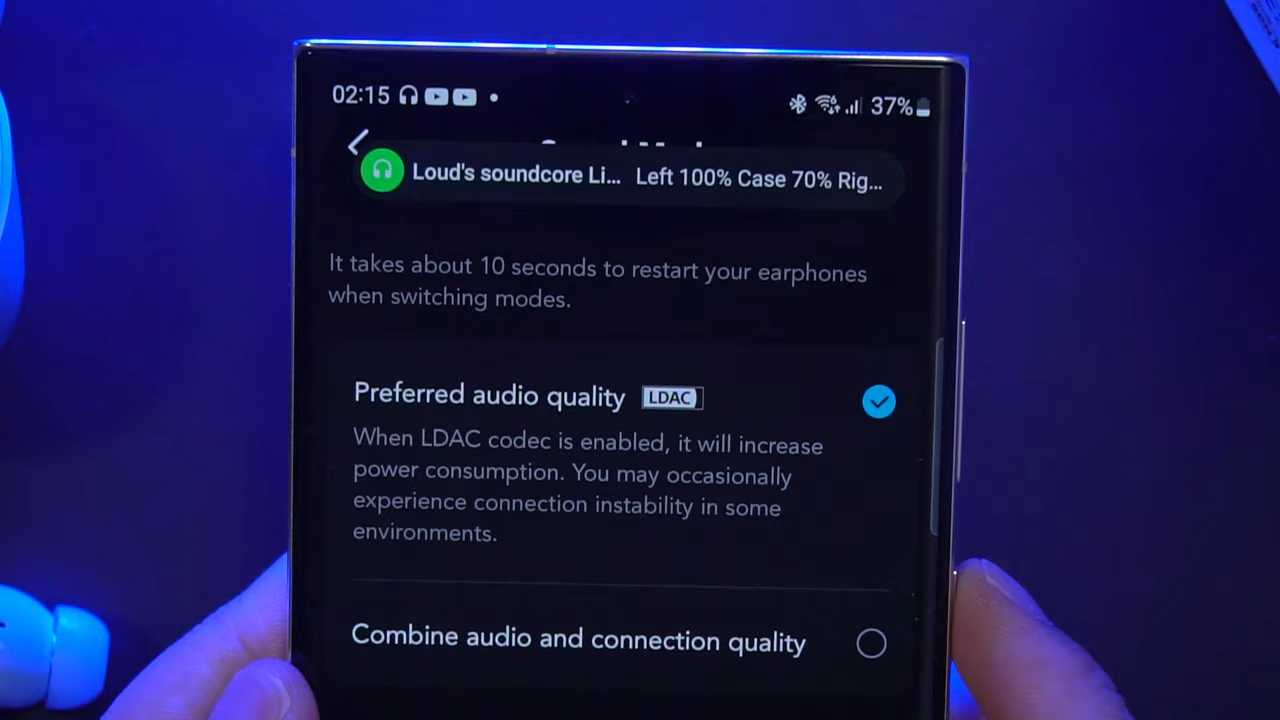 02:15 37%
Loud's soundcore Li... Left 100% Case 70% Rig...
It takes about 10 seconds to restart your earphones
when switching modes.
Preferred audio quality LDAC
When LDAC codec is enabled, it will increase
power consumption. You may occasionally
experience connection instability in some
environments.
Combine audio and connection quality